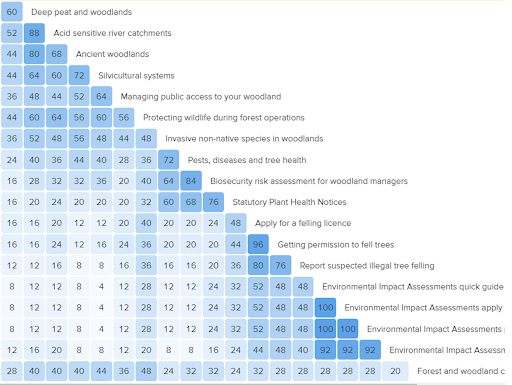 60 Deep peat and woodlands
52 88 Acid sensitive river catchments
44 80 68 Ancient woodlands
44 64 60 72 Silvicultural systems
36 48 44 52 64 Managing public access to your woodland
44 60 64 56 60 56 Protecting wildlife during forest operations
36 52 48 56 48 44 48 Invasive non-native species in woodlands
24 40 36 44 40 28 36 72 Pests, diseases and tree health
16 28 32 32 36 20 40 64 84 Biosecurity risk assessment for woodland managers
16 20 24 20 20 20 32 60 68 76 Statutory Plant Health Notices
16 16 20 12 12 20 40 20 20 24 48 Apply for a felling licence
16 16 24 12 16 24 36 20 20 20 44 96 Getting permission to fell trees
12 12 16 8 8 16 36 16 16 20 36 80 76 Report suspected illegal tree felling
8 12 12 8 4 12 28 12 12 24 32 52 48 48 Environmental Impact Assessments quick guide
8 12 12 8 4 12 28 12 12 24 32 52 48 48 100 Environmental Impact Assessments apply
8 12 12 8 4 12 28 12 12 24 32 52 48 48 100 100 Environmental Impact Assessments
12 16 20 8 8 12 20 8 8 16 24 44 48 40 92 92 92 Environmental Impact Assessm
28 40 40 40 44 36 48 24 32 32 24 32 28 28 28 28 28 20 Forest and woodland c